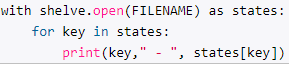 with shelve.open(FILENAME) as states:
    for key in states:
        print(key," - ", states[key])